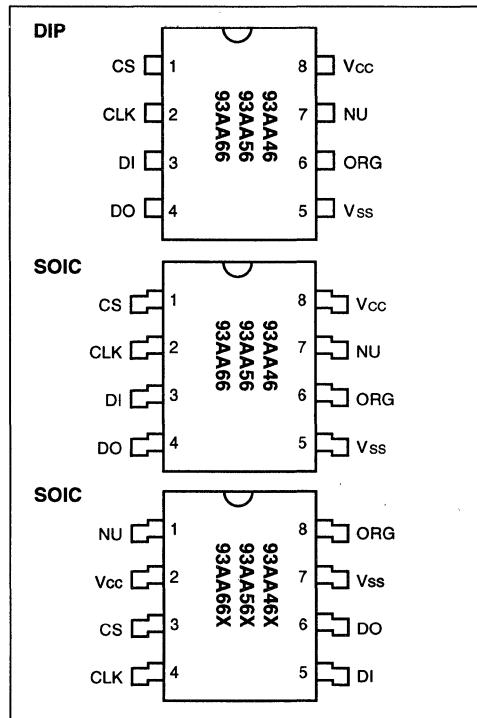 DIP
CS 1 8 Vcc
CLK 2 7 NU
DI 3 6 ORG
DO 4 5 Vss
93AA66
93AA56
93AA46
SOIC
CS 1 8 Vcc
CLK 2 7 NU
DI 3 6 ORG
DO 4 5 Vss
93AA66
93AA56
93AA46
SOIC
NU 1 8 ORG
Vcc 2 7 Vss
CS 3 6 DO
CLK 4 5 DI
93AA66X
93AA56X
93AA46X